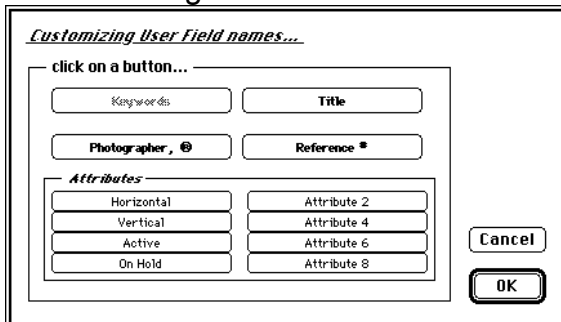 Customizing User Field names...
click on a button...
Keywords Title
Photographer, ® Reference #
Attributes
Horizontal Attribute 2
Vertical Attribute 4
Active Attribute 6
On Hold Attribute 8
Cancel
OK